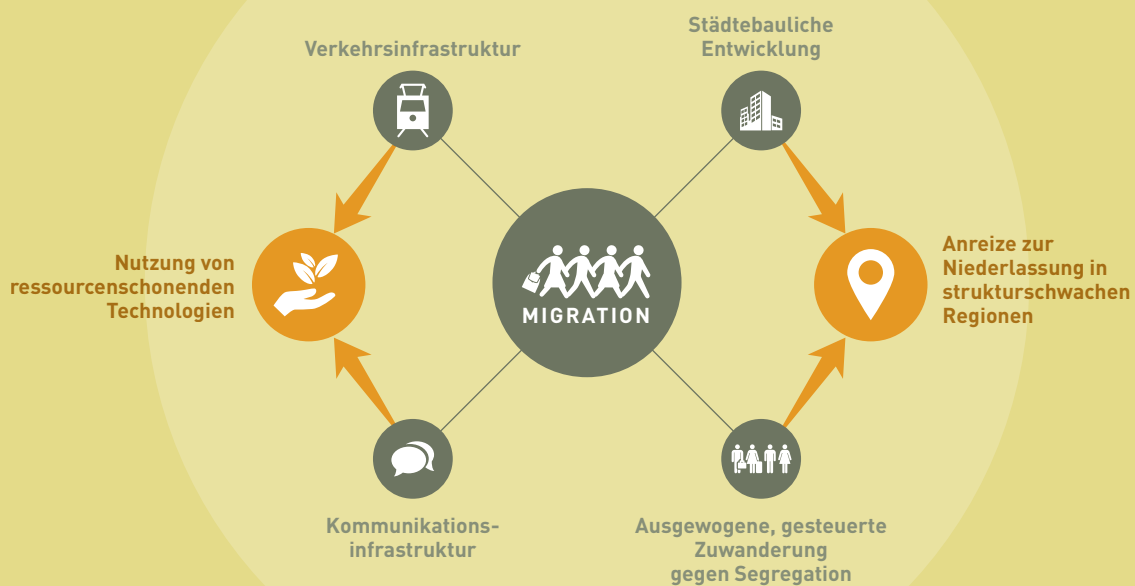 Verkehrsinfrastruktur
Städtebauliche
Entwicklung
Nutzung von
ressourcenschonenden
Technologien
MIGRATION
Anreize zur
Niederlassung in
strukturschwachen
Regionen
Kommunikations-
infrastruktur
Ausgewogene, gesteuerte
Zuwanderung
gegen Segregation